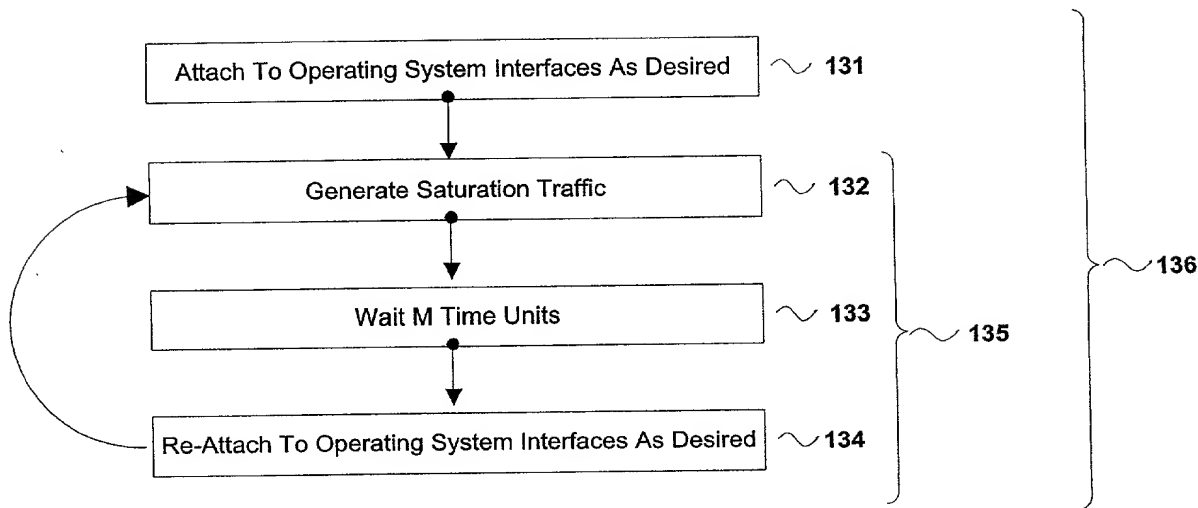 Attach To Operating System Interfaces As Desired 131
Generate Saturation Traffic 132
136
Wait M Time Units 133
135
Re-Attach To Operating System Interfaces As Desired 134